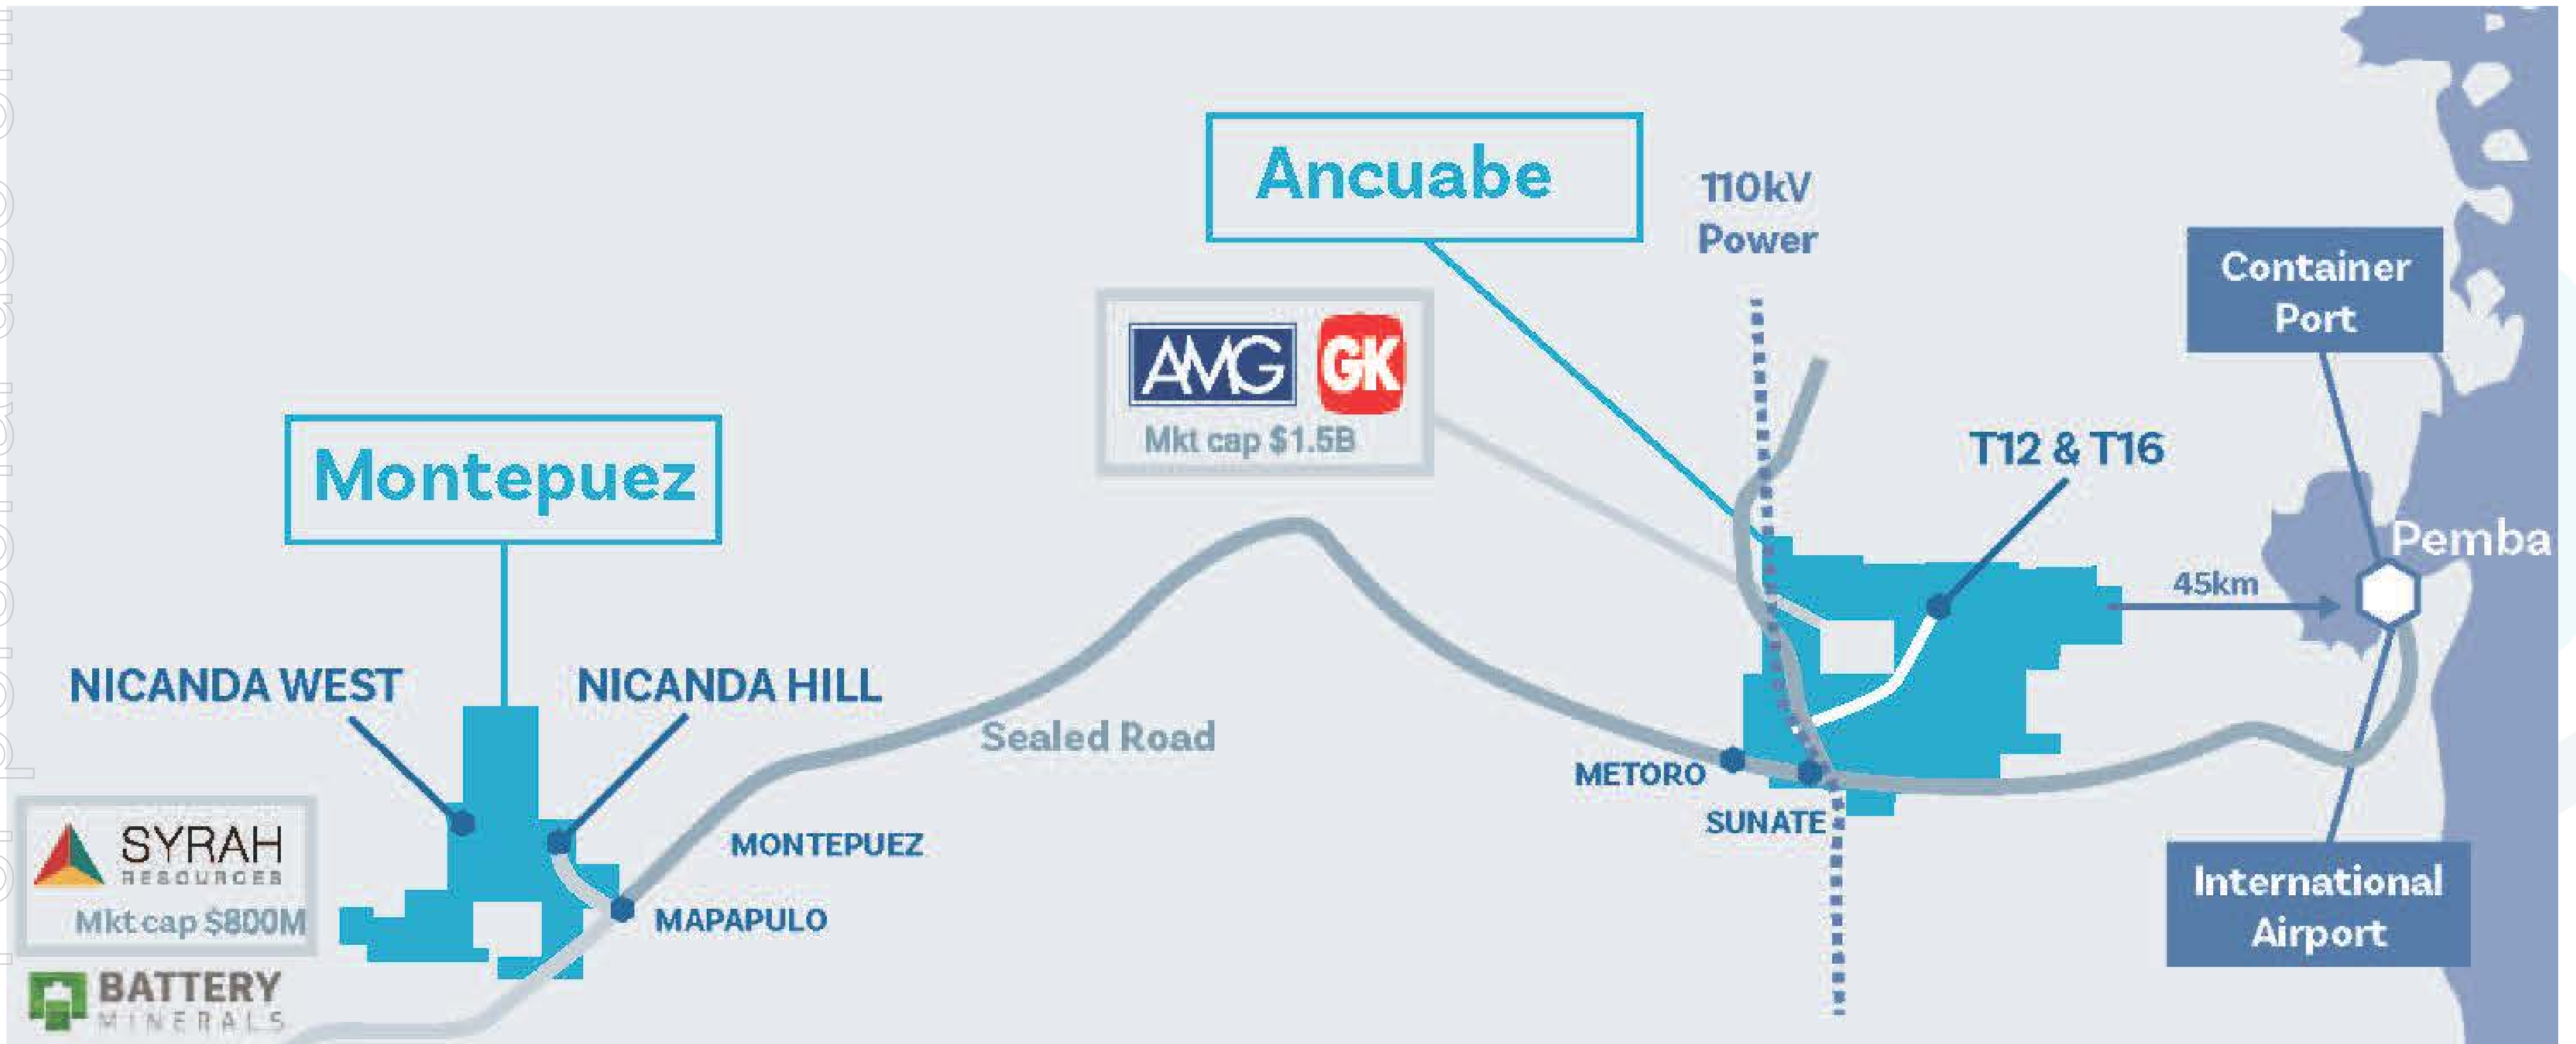 Ancuabe
110kV
Power
Container
Port
AMG GK
Mkt cap $1.5B
Montepuez
T12 & T16
Pemba
45km
NICANDA WEST
NICANDA HILL
Sealed Road
METORO
SUNATE
SYRAH
RESOURCES
Mkt cap $800M
MONTEPUEZ
MAPAPULO
International
Airport
BATTERY
MINERALS